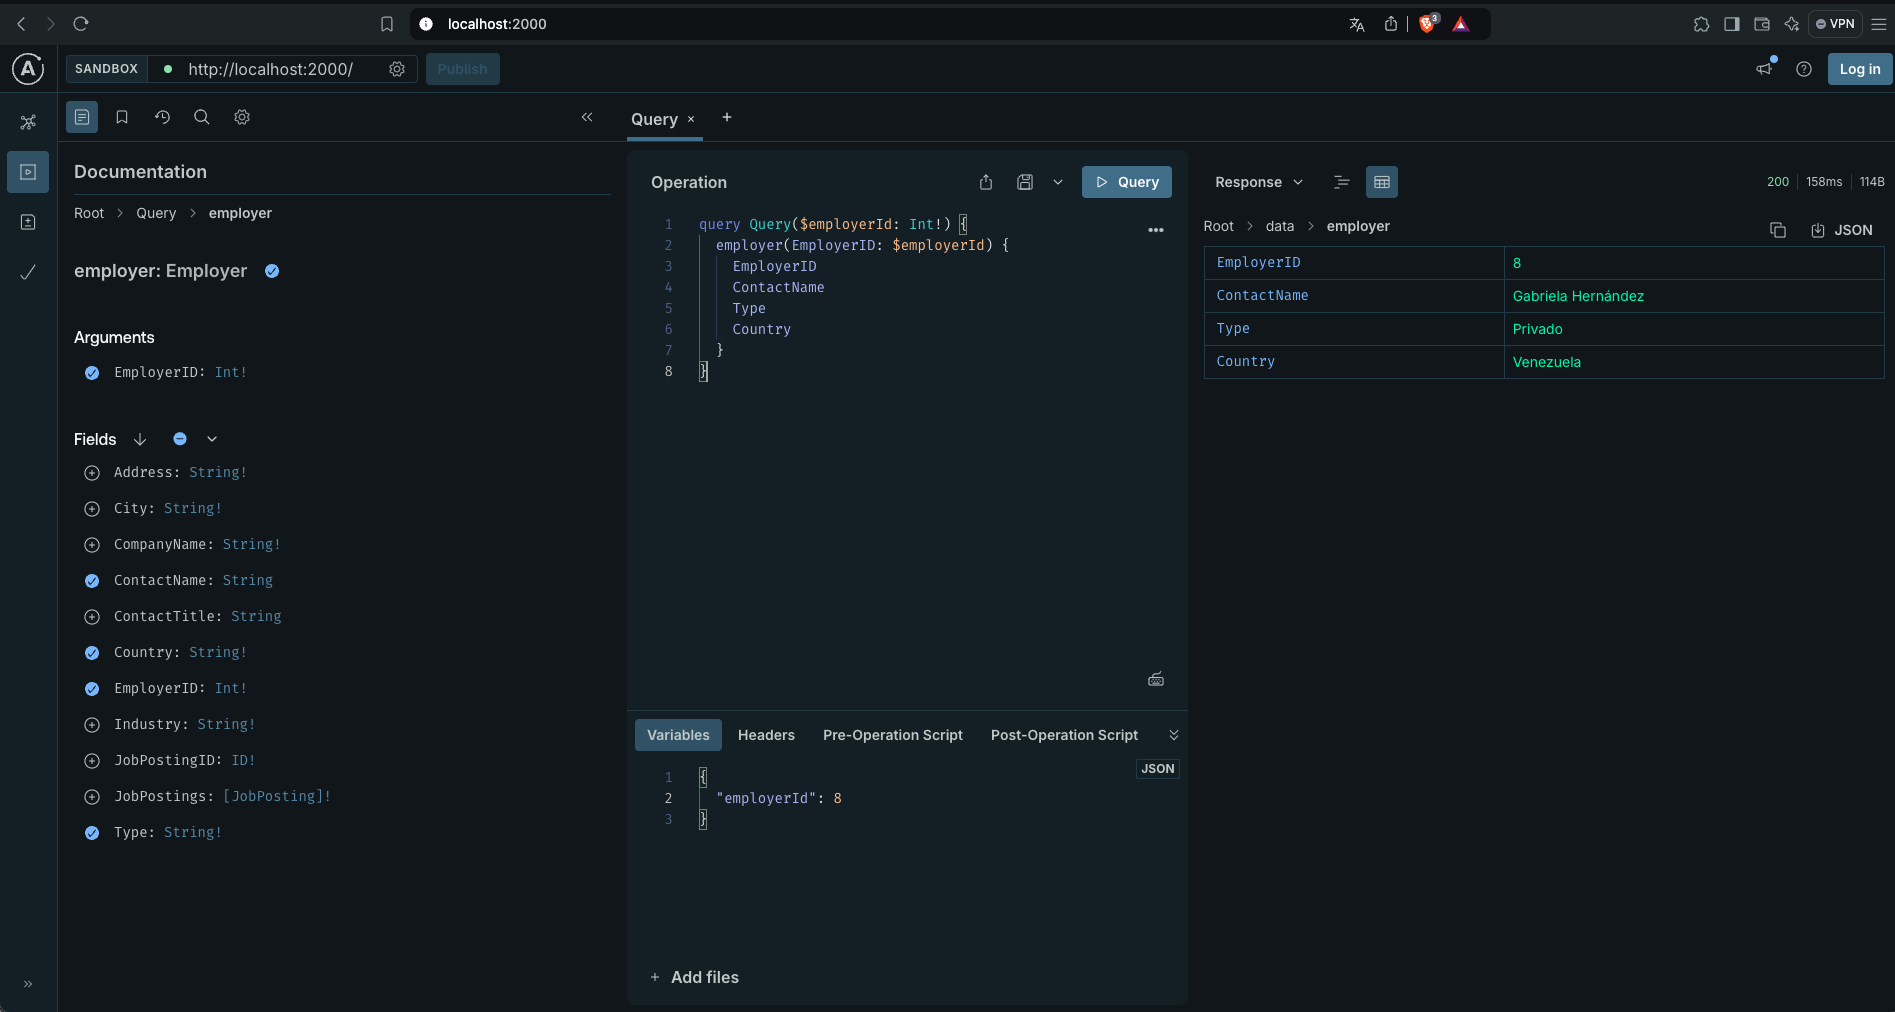 localhost:2000
3
VPN
SANDBOX
http://localhost:2000/
Publish
Log in
Documentation
Root > Query > employer
employer: Employer
Arguments
EmployerID: Int!
Fields
Address: String!
City: String!
CompanyName: String!
ContactName: String
ContactTitle: String
Country: String!
EmployerID: Int!
Industry: String!
JobPostingID: ID!
JobPostings: [JobPosting]!
Type: String!
Query × +
Operation
Query
1 query Query($employerId: Int!) {
2 employer(EmployerID: $employerId) {
3 EmployerID
4 ContactName
5 Type
6 Country
7 }
8 }
Variables Headers Pre-Operation Script Post-Operation Script
JSON
1 {
2 "employerId": 8
3 }
+ Add files
Response
200 158ms 114B
Root > data > employer
JSON
EmployerID 8
ContactName Gabriela Hernández
Type Privado
Country Venezuela